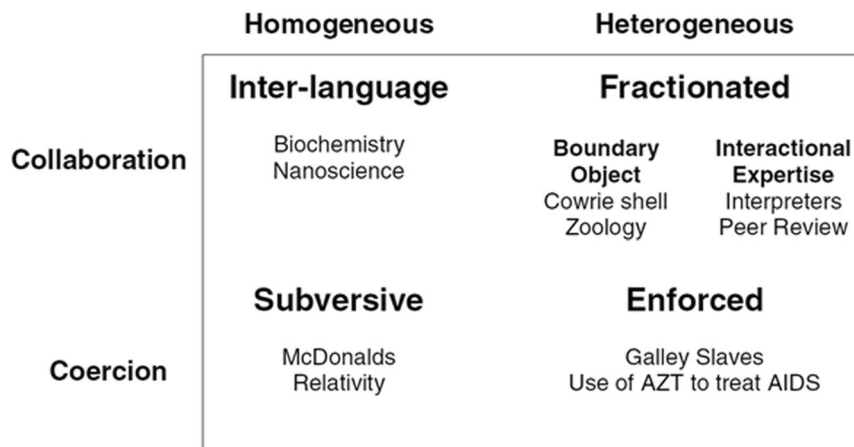 Homogeneous Heterogeneous
Inter-language Fractionated
Collaboration
Biochemistry
Nanoscience
Boundary
Object
Cowrie shell
Zoology
Interactional
Expertise
Interpreters
Peer Review
Subversive Enforced
Coercion
McDonalds
Relativity
Galley Slaves
Use of AZT to treat AIDS